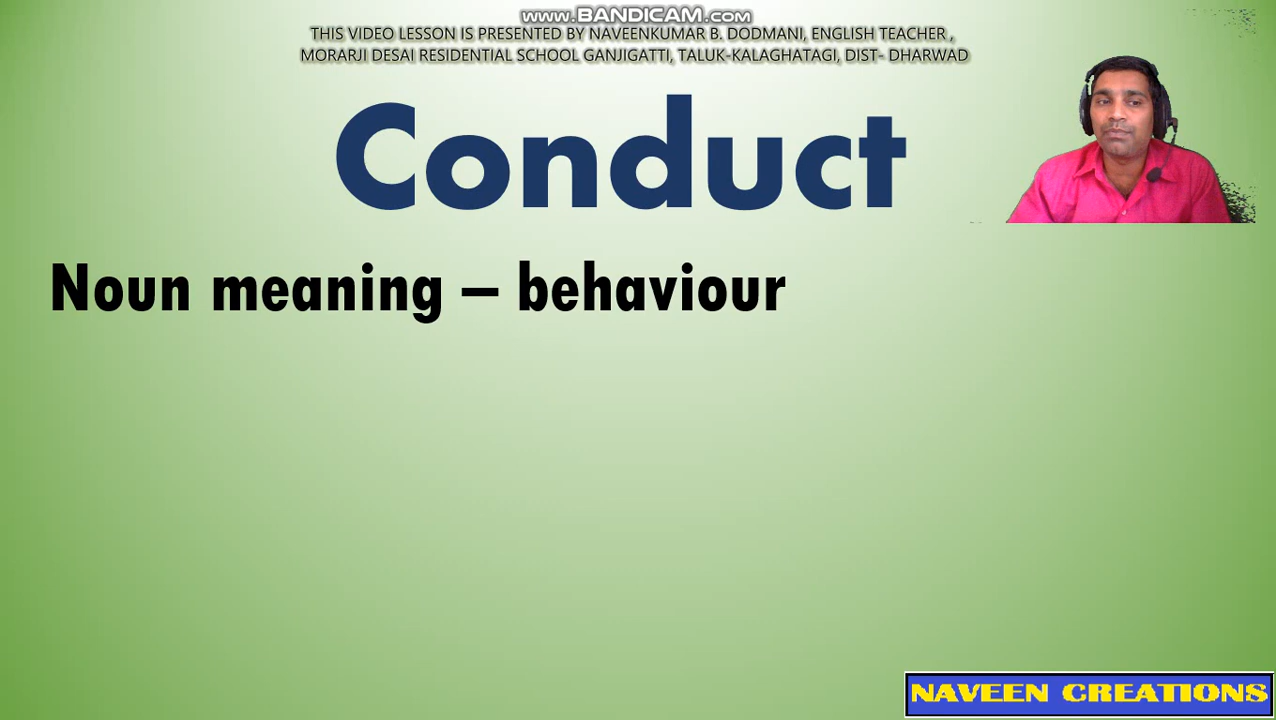 www.BANDICAM.com
THIS VIDEO LESSON IS PRESENTED BY NAVEENKUMAR B. DODMANI, ENGLISH TEACHER ,
MORARJI DESAI RESIDENTIAL SCHOOL GANJIGATTI, TALUK-KALAGHATAGI, DIST- DHARWAD
Conduct
Noun meaning – behaviour
NAVEEN CREATIONS